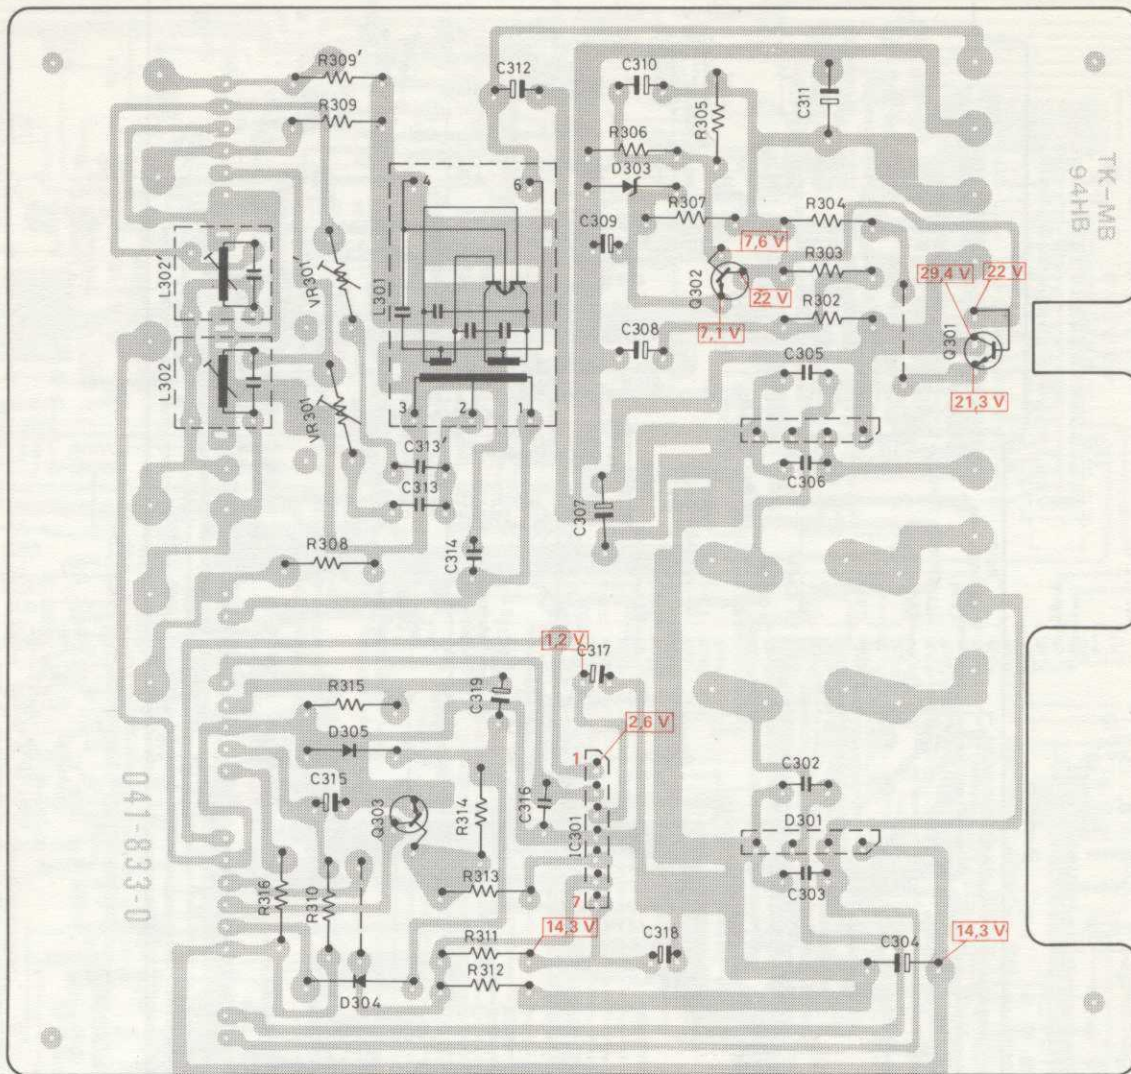 R309'
R309
C312
C310
R305
C311
R306
D303
R307
R304
C309
7,6 V
R303
Q302
22 V
R302
7,1 V
29,4 V
22 V
Q301
21,3 V
TK-MB
94HB
L302'
L302
VR301'
VR301
L301
4
6
3
2
1
C308
C305
C306
C313'
C313
C307
R308
C314
1,2 V
C317
2,6 V
R315
C319
D305
C315
Q303
R314
C316
1
IC301
7
C302
D301
C303
041-833-0
R316
R310
R313
14,3 V
R311
R312
C318
D304
C304
14,3 V